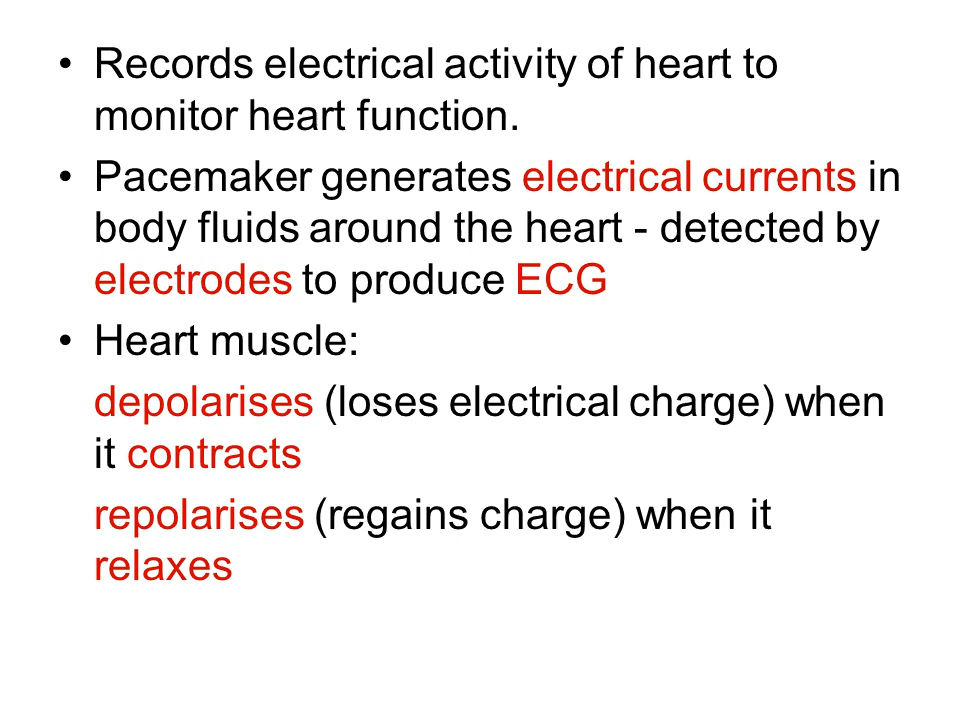 • Records electrical activity of heart to
monitor heart function.
• Pacemaker generates electrical currents in
body fluids around the heart - detected by
electrodes to produce ECG
• Heart muscle:
depolarises (loses electrical charge) when
it contracts
repolarises (regains charge) when it
relaxes